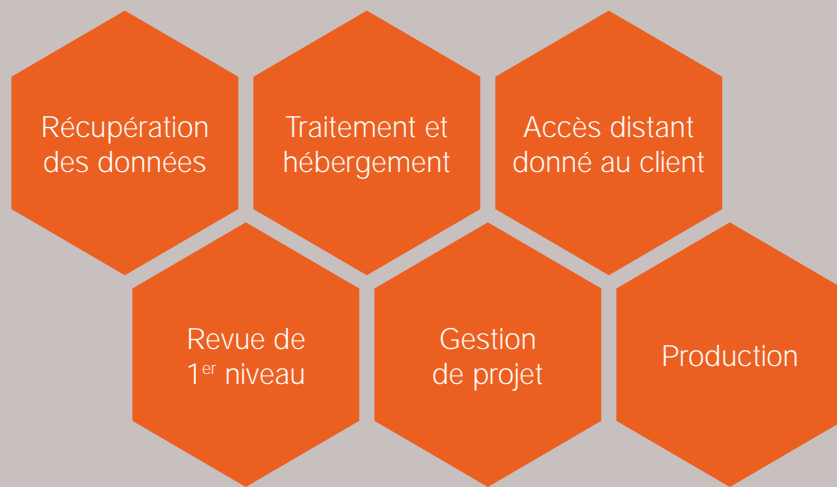 Récupération
des données
Traitement et
hébergement
Accès distant
donné au client
Revue de
1er niveau
Gestion
de projet
Production